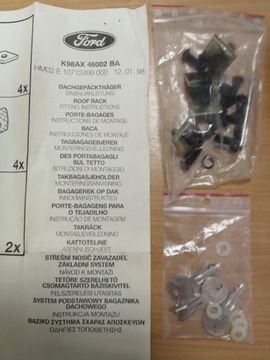 Ford
K98AX 46002 BA
HM02 E 10712499 000 12. 01. 98
DACHGEPÄCKTRÄGER
EINBAUANLEITUNG
4x
ROOF RACK
FITTING INSTRUCTIONS
PORTE-BAGAGES
INSTRUCTIONS DE MONTAGE
BACA
INSTRUCCIONES DE MONTAJE
TAGBAGAGEBÆRER
MONTERINGSVEJLEDNING
DES PORTABAGAGLI
SUL TETTO
ISTRUZIONI DI MONTAGGIO
4x
TAKBAGASJEHOLDER
MONTERINGSANVISNING
BAGEREK OP DAK
INBOUWINSTRUKTIES
PORTE-BAGAGENS PARA
O TEJADILHO
INSTRUÇÃO DE MONTAGEM
TAKRÄCK
MONTASJEVEILEDNING
KATTOTELINE
ASENNUSOHJEET
2x
STŘEŠNÍ NOSIČ ZAVAZADEL
ZÁKLADNÍ SYSTÉM
NÁVOD K MONTÁŽI
TETŐRE SZERELHETŐ
CSOMAGTARTÓ BÁZISKIVITEL
FELSZERELÉSI UTASÍTÁS
SYSTEM PODSTAWOWY BAGAŻNIKA
DACHOWEGO
INSTRUKCJA MONTAŻU
ΒΑΣΙΚΟ ΣΥΣΤΗΜΑ ΣΧΑΡΑΣ ΑΠΟΣΚΕΥΩΝ
ΟΔΗΓΙΕΣ ΤΟΠΟΘΕΤΗΣΗΣ